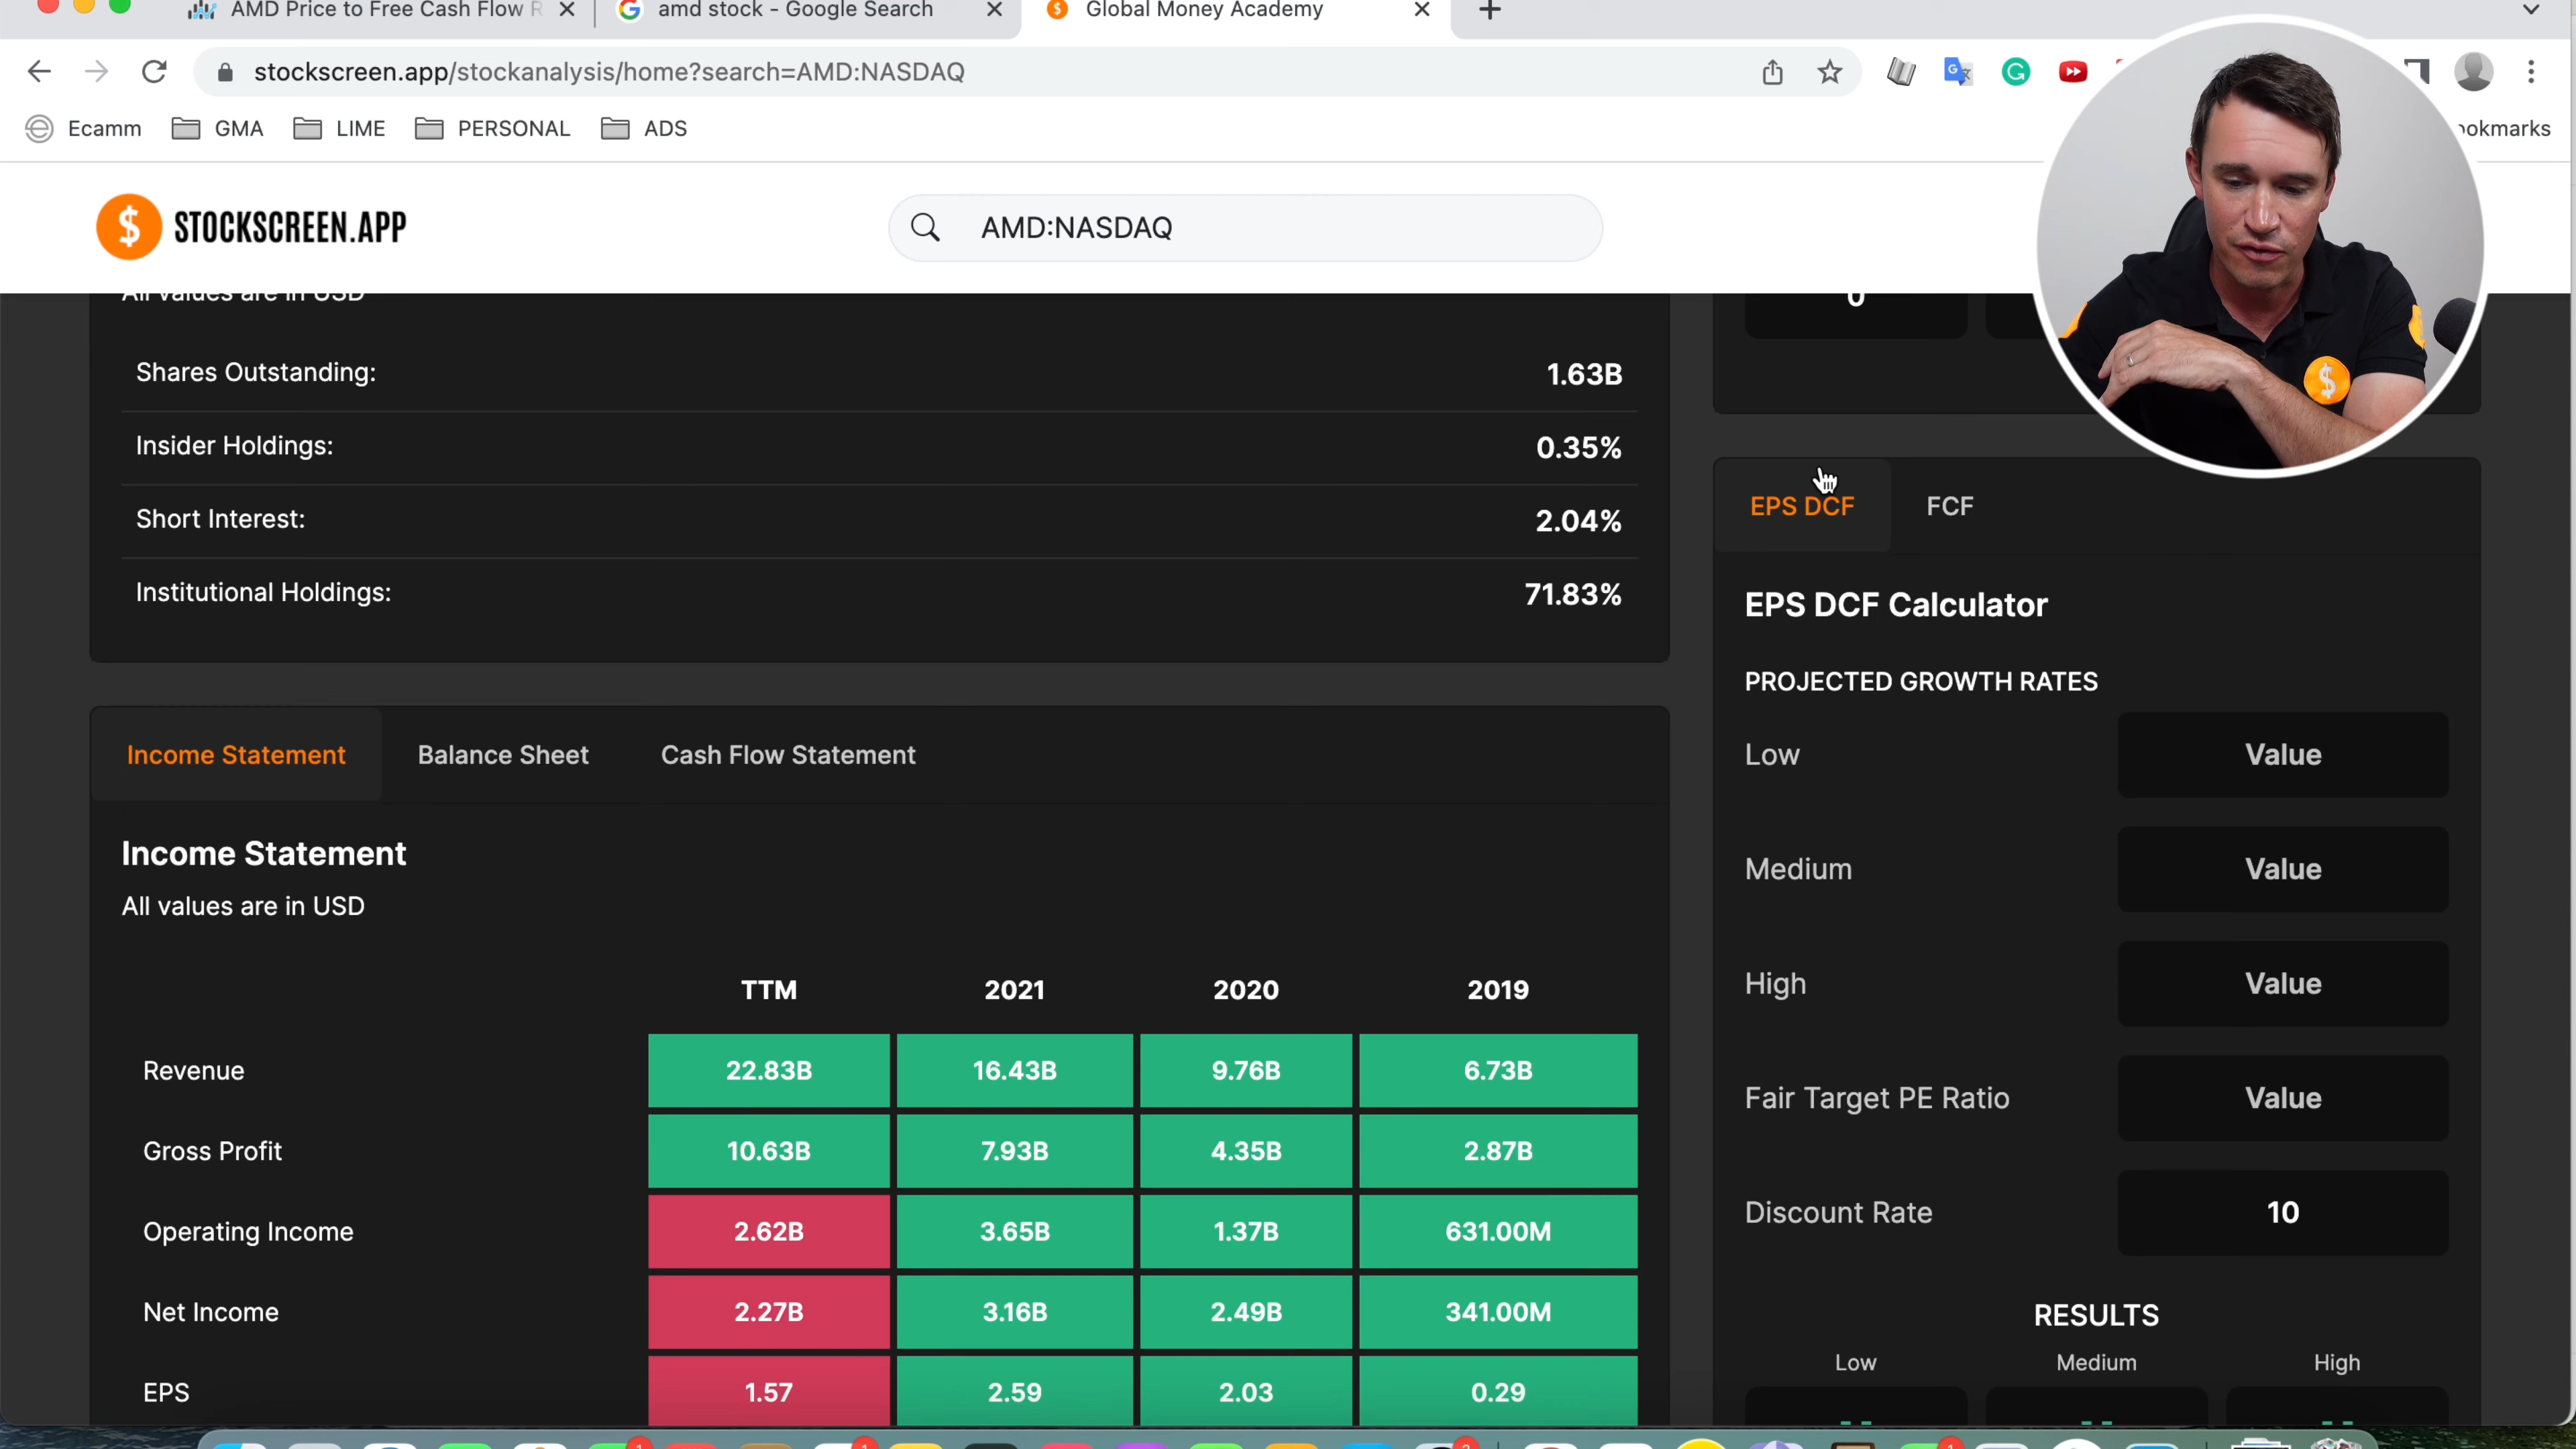 AMD Price to Free Cash Flow R
amd stock - Google Search
Global Money Academy
stockscreen.app/stockanalysis/home?search=AMD:NASDAQ
Ecamm GMA LIME PERSONAL ADS
STOCKSCREEN.APP
AMD:NASDAQ
All values are in USD
0
Shares Outstanding: 1.63B
Insider Holdings: 0.35%
Short Interest: 2.04%
Institutional Holdings: 71.83%
EPS DCF FCF
EPS DCF Calculator
PROJECTED GROWTH RATES
Low Value
Medium Value
High Value
Fair Target PE Ratio Value
Discount Rate 10
RESULTS
Low Medium High
Income Statement Balance Sheet Cash Flow Statement
Income Statement
All values are in USD
TTM 2021 2020 2019
Revenue 22.83B 16.43B 9.76B 6.73B
Gross Profit 10.63B 7.93B 4.35B 2.87B
Operating Income 2.62B 3.65B 1.37B 631.00M
Net Income 2.27B 3.16B 2.49B 341.00M
EPS 1.57 2.59 2.03 0.29